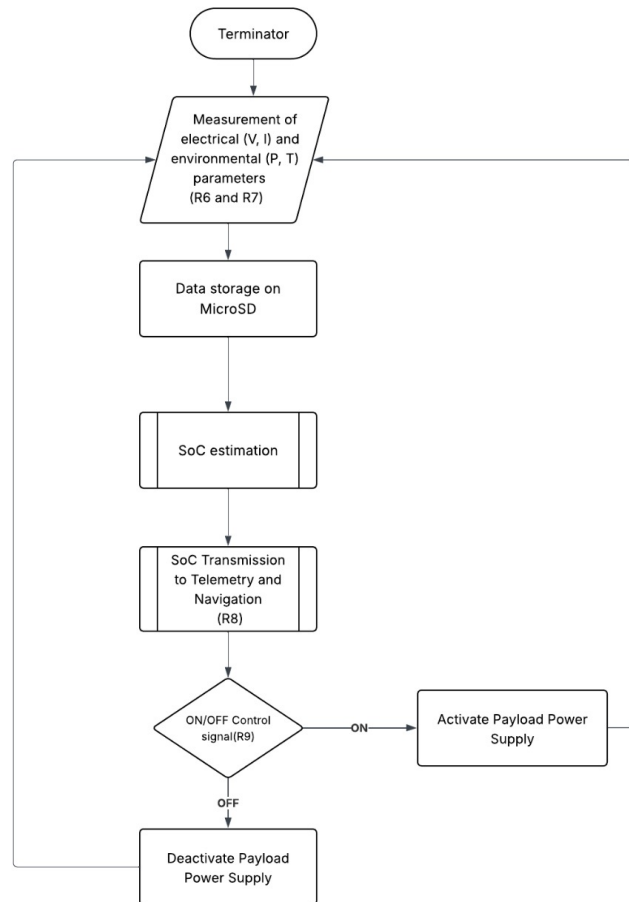 Terminator
Measurement of
electrical (V, I) and
environmental (P, T)
parameters
(R6 and R7)
Data storage on
MicroSD
SoC estimation
SoC Transmission
to Telemetry and
Navigation
(R8)
ON/OFF Control
signal(R9)
ON
Activate Payload Power
Supply
OFF
Deactivate Payload
Power Supply